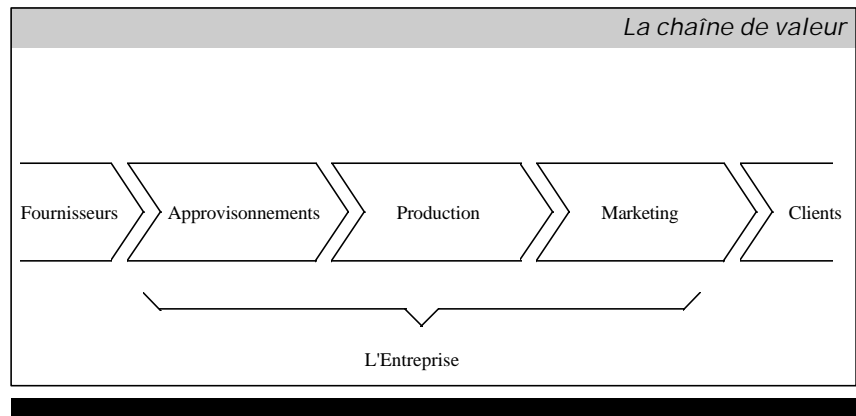 La chaîne de valeur
Fournisseurs Approvisonnements Production Marketing Clients
L'Entreprise